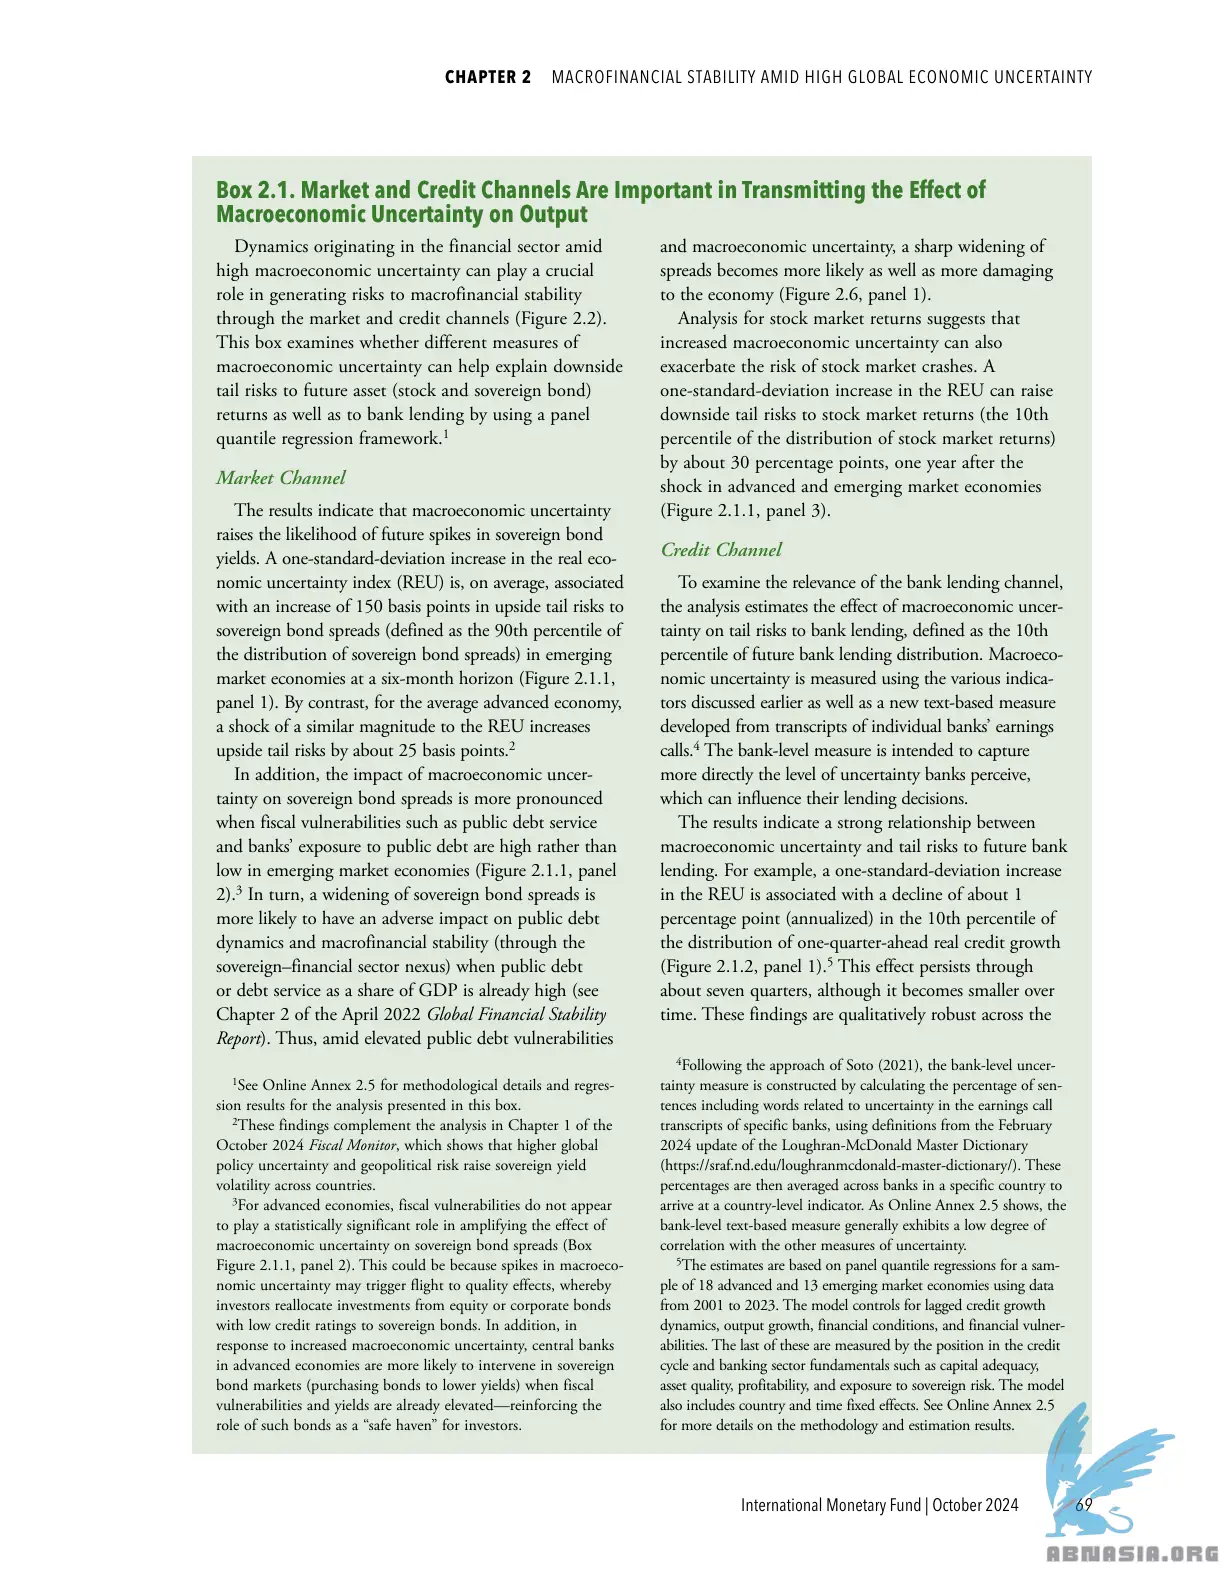 CHAPTER 2 MACROFINANCIAL STABILITY AMID HIGH GLOBAL ECONOMIC UNCERTAINTY
Box 2.1. Market and Credit Channels Are Important in Transmitting the Effect of
Macroeconomic Uncertainty on Output
Dynamics originating in the financial sector amid
high macroeconomic uncertainty can play a crucial
role in generating risks to macrofinancial stability
through the market and credit channels (Figure 2.2).
This box examines whether different measures of
macroeconomic uncertainty can help explain downside
tail risks to future asset (stock and sovereign bond)
returns as well as to bank lending by using a panel
quantile regression framework.1
Market Channel
The results indicate that macroeconomic uncertainty
raises the likelihood of future spikes in sovereign bond
yields. A one-standard-deviation increase in the real eco-
nomic uncertainty index (REU) is, on average, associated
with an increase of 150 basis points in upside tail risks to
sovereign bond spreads (defined as the 90th percentile of
the distribution of sovereign bond spreads) in emerging
market economies at a six-month horizon (Figure 2.1.1,
panel 1). By contrast, for the average advanced economy,
a shock of a similar magnitude to the REU increases
upside tail risks by about 25 basis points.2
In addition, the impact of macroeconomic uncer-
tainty on sovereign bond spreads is more pronounced
when fiscal vulnerabilities such as public debt service
and banks' exposure to public debt are high rather than
low in emerging market economies (Figure 2.1.1, panel
2).3 In turn, a widening of sovereign bond spreads is
more likely to have an adverse impact on public debt
dynamics and macrofinancial stability (through the
sovereign–financial sector nexus) when public debt
or debt service as a share of GDP is already high (see
Chapter 2 of the April 2022 Global Financial Stability
Report). Thus, amid elevated public debt vulnerabilities
1See Online Annex 2.5 for methodological details and regres-
sion results for the analysis presented in this box.
2These findings complement the analysis in Chapter 1 of the
October 2024 Fiscal Monitor, which shows that higher global
policy uncertainty and geopolitical risk raise sovereign yield
volatility across countries.
3For advanced economies, fiscal vulnerabilities do not appear
to play a statistically significant role in amplifying the effect of
macroeconomic uncertainty on sovereign bond spreads (Box
Figure 2.1.1, panel 2). This could be because spikes in macroeco-
nomic uncertainty may trigger flight to quality effects, whereby
investors reallocate investments from equity or corporate bonds
with low credit ratings to sovereign bonds. In addition, in
response to increased macroeconomic uncertainty, central banks
in advanced economies are more likely to intervene in sovereign
bond markets (purchasing bonds to lower yields) when fiscal
vulnerabilities and yields are already elevated—reinforcing the
role of such bonds as a “safe haven” for investors.
and macroeconomic uncertainty, a sharp widening of
spreads becomes more likely as well as more damaging
to the economy (Figure 2.6, panel 1).
Analysis for stock market returns suggests that
increased macroeconomic uncertainty can also
exacerbate the risk of stock market crashes. A
one-standard-deviation increase in the REU can raise
downside tail risks to stock market returns (the 10th
percentile of the distribution of stock market returns)
by about 30 percentage points, one year after the
shock in advanced and emerging market economies
(Figure 2.1.1, panel 3).
Credit Channel
To examine the relevance of the bank lending channel,
the analysis estimates the effect of macroeconomic uncer-
tainty on tail risks to bank lending, defined as the 10th
percentile of future bank lending distribution. Macroeco-
nomic uncertainty is measured using the various indica-
tors discussed earlier as well as a new text-based measure
developed from transcripts of individual banks' earnings
calls.4 The bank-level measure is intended to capture
more directly the level of uncertainty banks perceive,
which can influence their lending decisions.
The results indicate a strong relationship between
macroeconomic uncertainty and tail risks to future bank
lending. For example, a one-standard-deviation increase
in the REU is associated with a decline of about 1
percentage point (annualized) in the 10th percentile of
the distribution of one-quarter-ahead real credit growth
(Figure 2.1.2, panel 1).5 This effect persists through
about seven quarters, although it becomes smaller over
time. These findings are qualitatively robust across the
4Following the approach of Soto (2021), the bank-level uncer-
tainty measure is constructed by calculating the percentage of sen-
tences including words related to uncertainty in the earnings call
transcripts of specific banks, using definitions from the February
2024 update of the Loughran-McDonald Master Dictionary
(https://sraf.nd.edu/loughranmcdonald-master-dictionary/). These
percentages are then averaged across banks in a specific country to
arrive at a country-level indicator. As Online Annex 2.5 shows, the
bank-level text-based measure generally exhibits a low degree of
correlation with the other measures of uncertainty.
5The estimates are based on panel quantile regressions for a sam-
ple of 18 advanced and 13 emerging market economies using data
from 2001 to 2023. The model controls for lagged credit growth
dynamics, output growth, financial conditions, and financial vulner-
abilities. The last of these are measured by the position in the credit
cycle and banking sector fundamentals such as capital adequacy,
asset quality, profitability, and exposure to sovereign risk. The model
also includes country and time fixed effects. See Online Annex 2.5
for more details on the methodology and estimation results.
International Monetary Fund | October 2024 69
ABNASIA.ORG